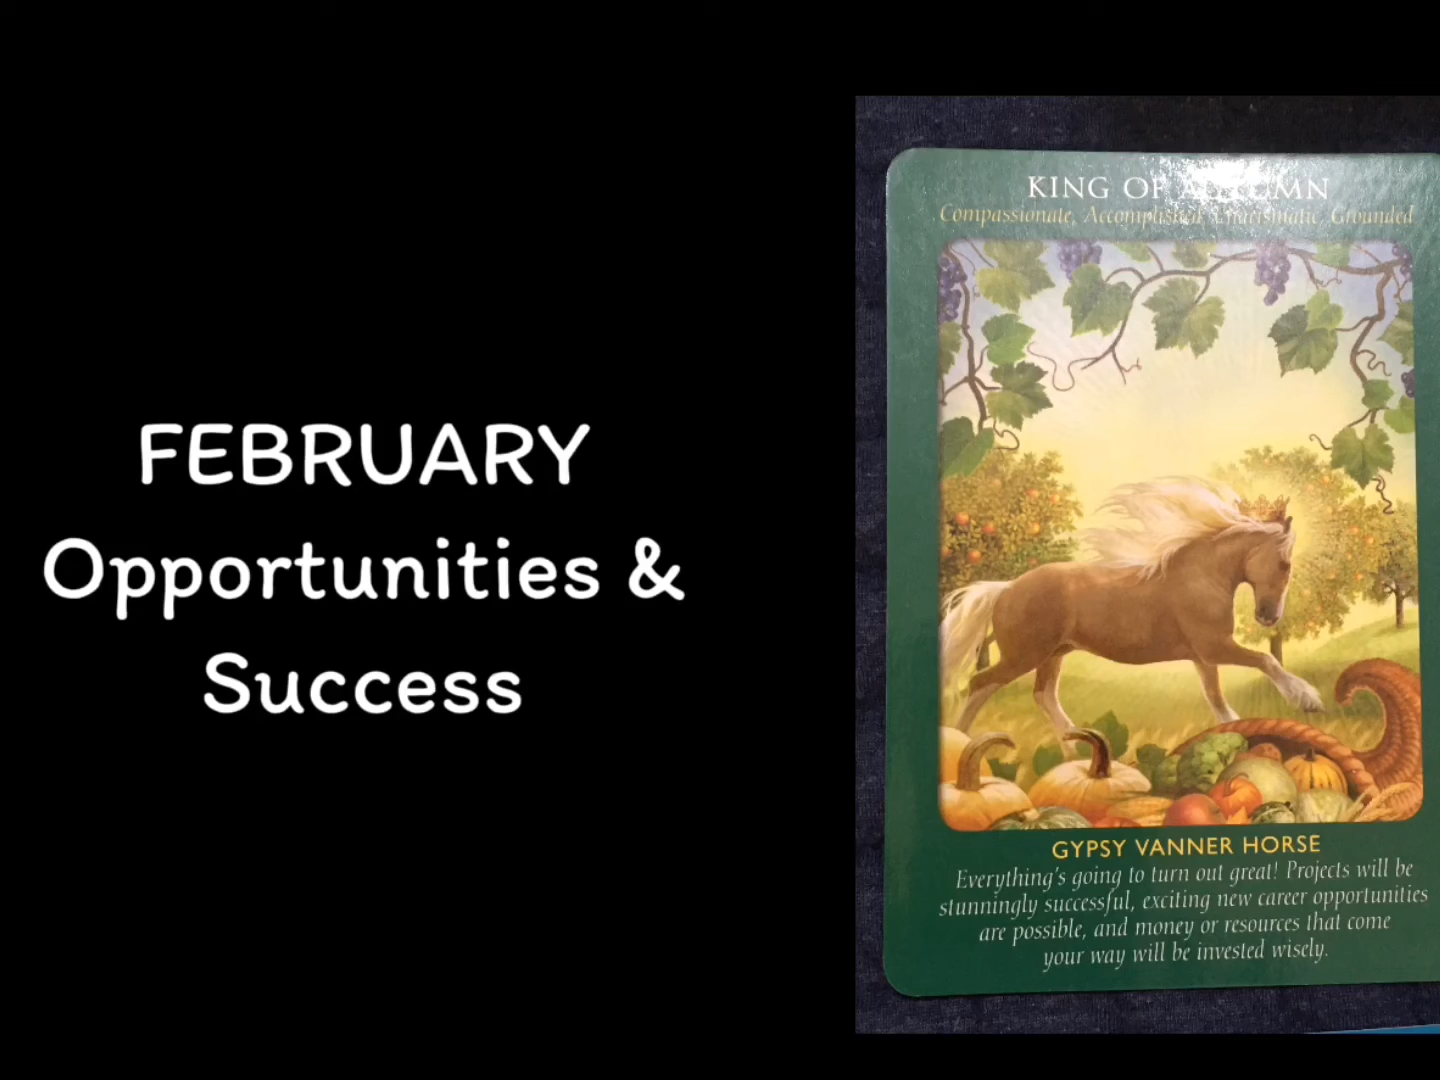 FEBRUARY
Opportunities &
Success
KING OF AUTUMN
Compassionate, Accomplished, Charismatic, Grounded
GYPSY VANNER HORSE
Everything's going to turn out great! Projects will be
stunningly successful, exciting new career opportunities
are possible, and money or resources that come
your way will be invested wisely.